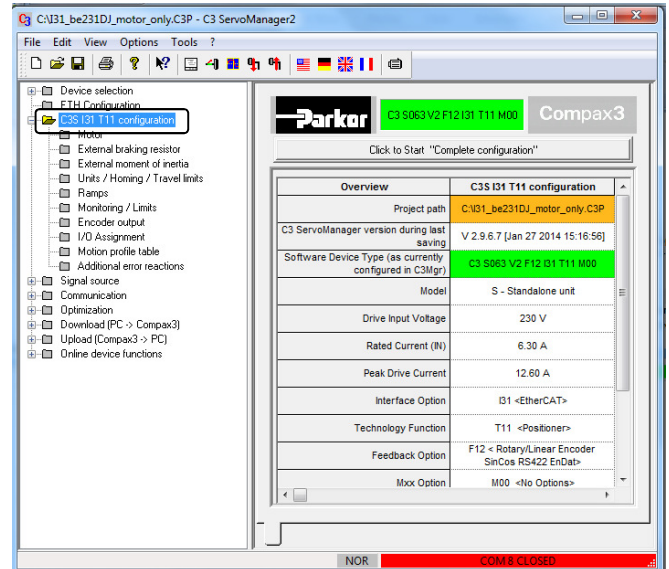 C:\I31_be231DJ_motor_only.C3P - C3 ServoManager2
File Edit View Options Tools ?
Device selection
ETH Configuration
C3S I31 T11 configuration
Motor
External braking resistor
External moment of inertia
Units / Homing / Travel limits
Ramps
Monitoring / Limits
Encoder output
I/O Assignment
Motion profile table
Additional error reactions
Signal source
Communication
Optimization
Download (PC -> Compax3)
Upload (Compax3 -> PC)
Online device functions
Parker
C3 S063 V2 F12 I31 T11 M00
Compax3
Click to Start "Complete configuration"
Overview C3S I31 T11 configuration
Project path C:\I31_be231DJ_motor_only.C3P
C3 ServoManager version during last
saving V 2.9.6.7 [Jan 27 2014 15:16:56]
Software Device Type (as currently
configured in C3Mgr) C3 S063 V2 F12 I31 T11 M00
Model S - Standalone unit
Drive Input Voltage 230 V
Rated Current (IN) 6.30 A
Peak Drive Current 12.60 A
Interface Option I31 <EtherCAT>
Technology Function T11 <Positioner>
Feedback Option F12 < Rotary/Linear Encoder
SinCos RS422 EnDat>
Mxx Option M00 <No Options>
NOR COM 8 CLOSED